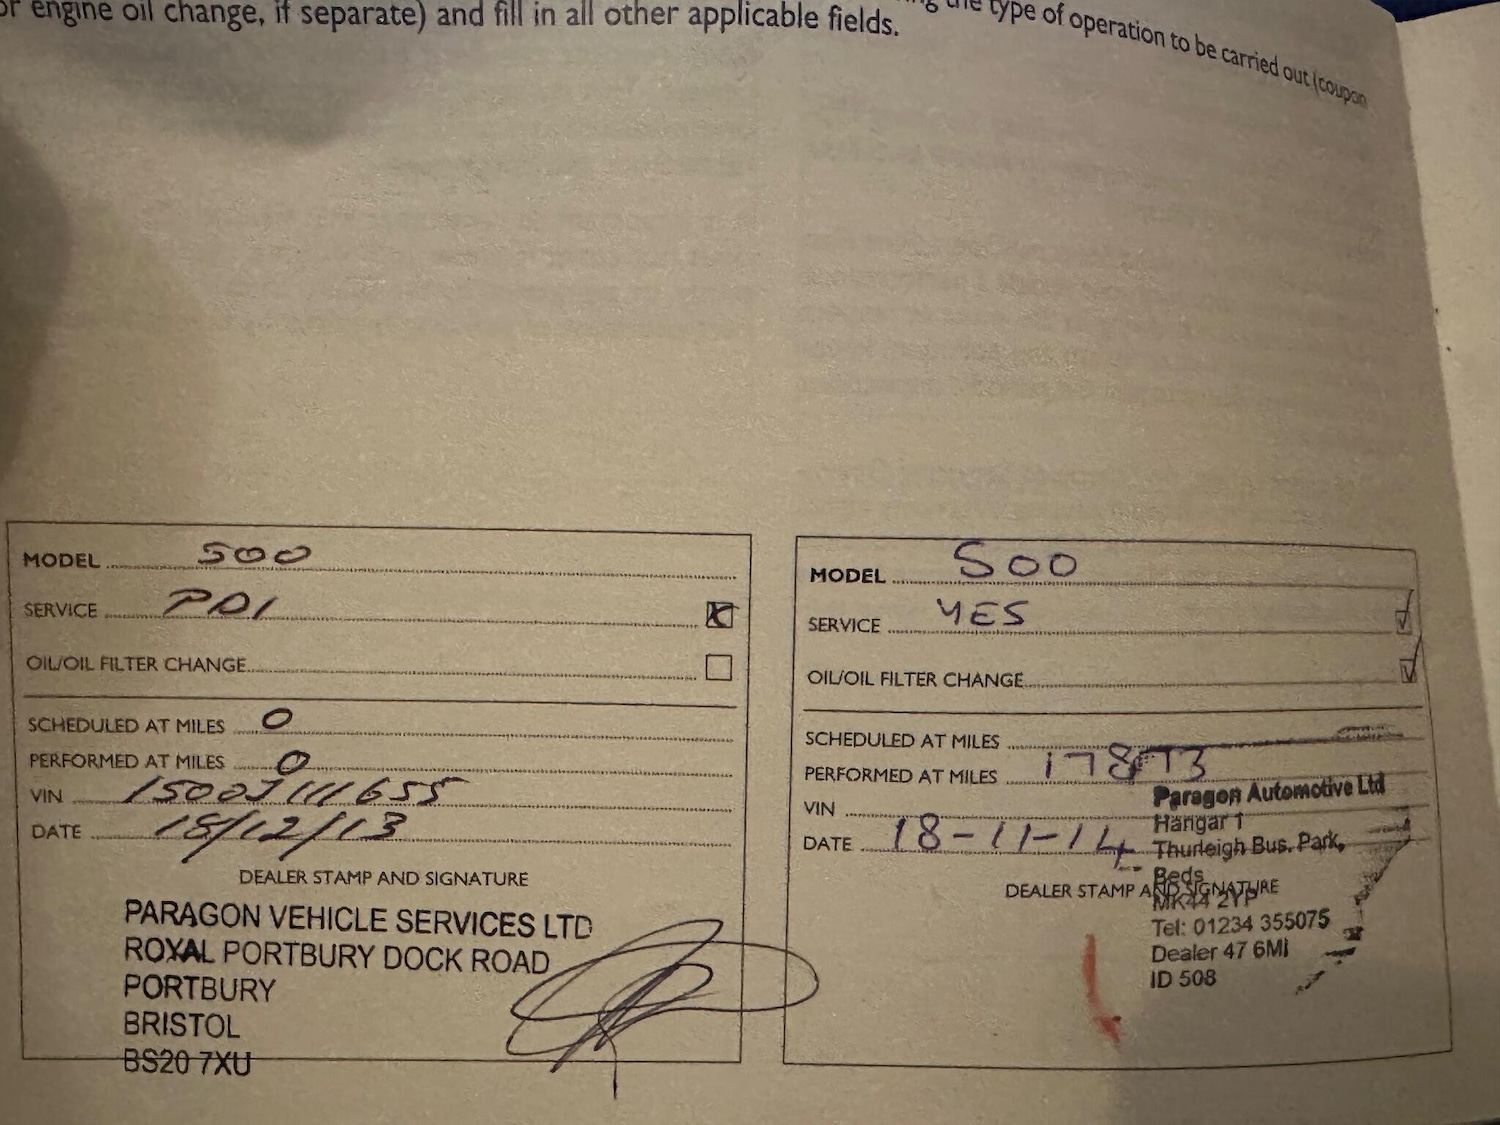 the type of operation to be carried out (coupon
or engine oil change, if separate) and fill in all other applicable fields.
MODEL 500
SERVICE PDI
OIL/OIL FILTER CHANGE
SCHEDULED AT MILES 0
PERFORMED AT MILES 0
VIN 1500J111655
DATE 18/12/13
DEALER STAMP AND SIGNATURE
PARAGON VEHICLE SERVICES LTD
ROYAL PORTBURY DOCK ROAD
PORTBURY
BRISTOL
BS20 7XU
MODEL 500
SERVICE YES
OIL/OIL FILTER CHANGE
SCHEDULED AT MILES
PERFORMED AT MILES
VIN
DATE 18-11-14
DEALER STAMP AND SIGNATURE
Paragon Automotive Ltd
Hangar 1
Thurleigh Bus. Park,
Beds
MK44 2YP
Tel: 01234 355075
Dealer 47 6MI
ID 508